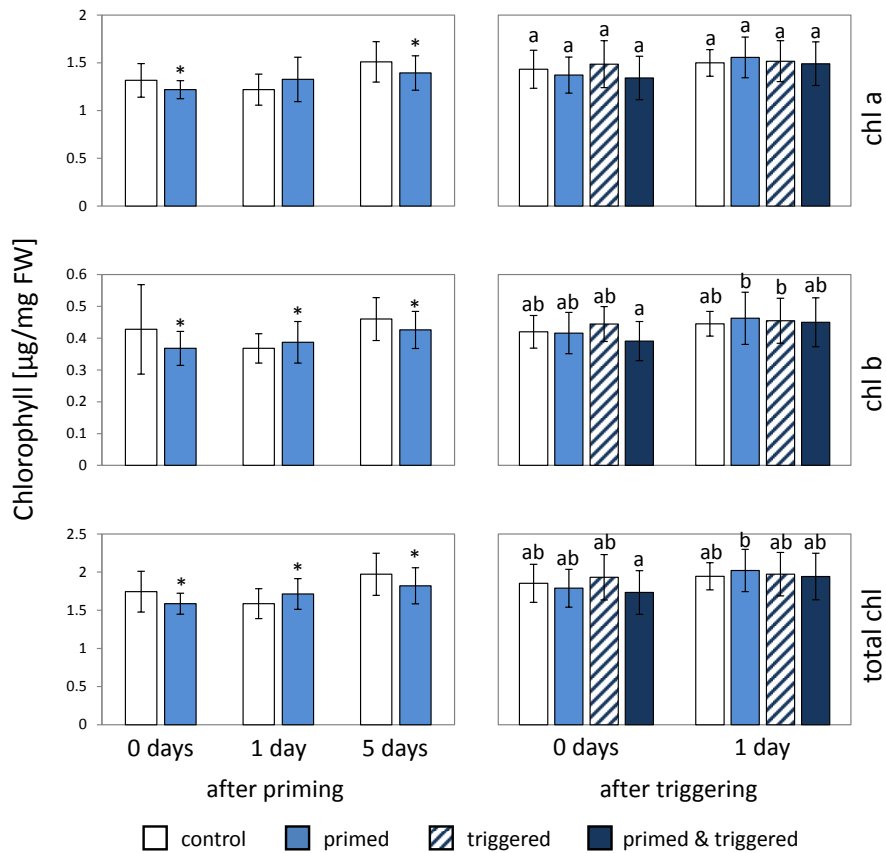 Chlorophyll [µg/mg FW]
2
1.5
1
0.5
0
* *
a a a a a a a a
chl a
0.6
0.5
0.4
0.3
0.2
0.1
0
* * *
ab ab ab a ab b b ab
chl b
2.5
2
1.5
1
0.5
0
* * *
ab ab ab a ab b ab ab
total chl
0 days 1 day 5 days 0 days 1 day
after priming after triggering
control primed triggered primed & triggered